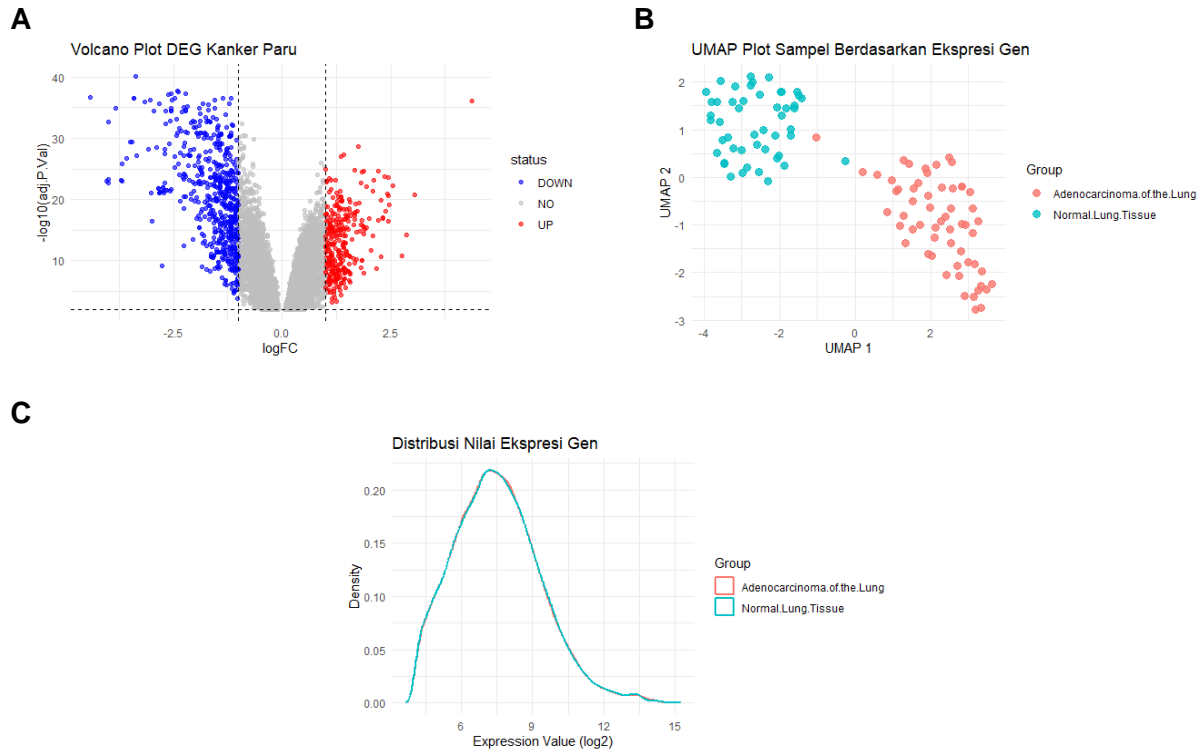 A
Volcano Plot DEG Kanker Paru
-log10(adj.P.Val)
40
30
20
10
-2.5
0.0
2.5
logFC
status
DOWN
NO
UP
B
UMAP Plot Sampel Berdasarkan Ekspresi Gen
UMAP 2
2
1
0
-1
-2
-3
-4
-2
0
2
UMAP 1
Group
Adenocarcinoma.of.the.Lung
Normal.Lung.Tissue
C
Distribusi Nilai Ekspresi Gen
Density
0.20
0.15
0.10
0.05
0.00
6
9
12
15
Expression Value (log2)
Group
Adenocarcinoma.of.the.Lung
Normal.Lung.Tissue